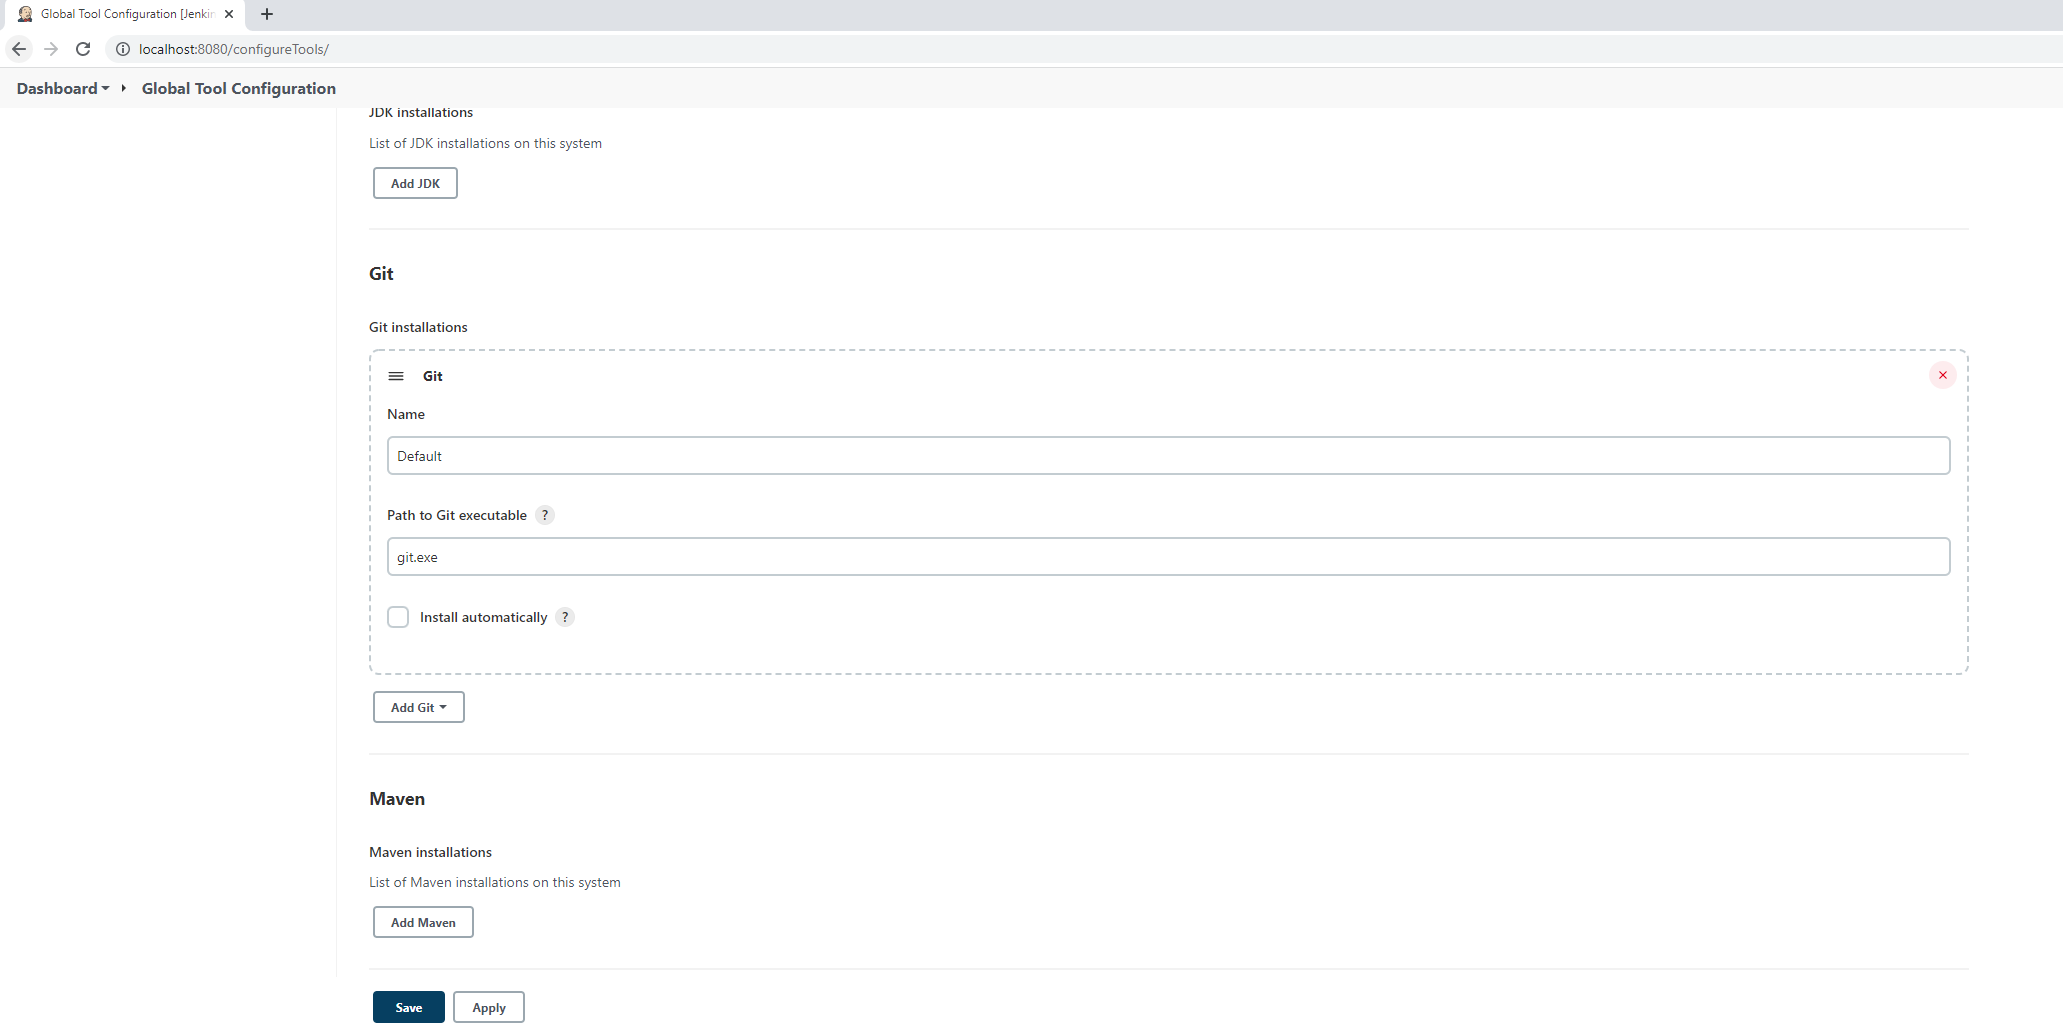 Global Tool Configuration [Jenkin
localhost:8080/configureTools/
Dashboard Global Tool Configuration
JDK installations
List of JDK installations on this system
Add JDK
Git
Git installations
Git
Name
Default
Path to Git executable ?
git.exe
Install automatically ?
Add Git
Maven
Maven installations
List of Maven installations on this system
Add Maven
Save Apply